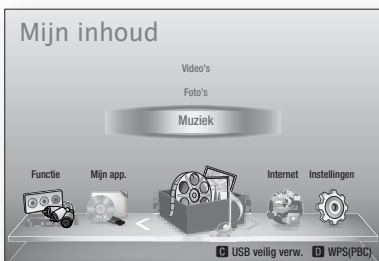 Mijn inhoud
Video's
Foto's
Muziek
Functie Mijn app. Internet Instellingen
C USB veilig verw. D WPS(PBC)